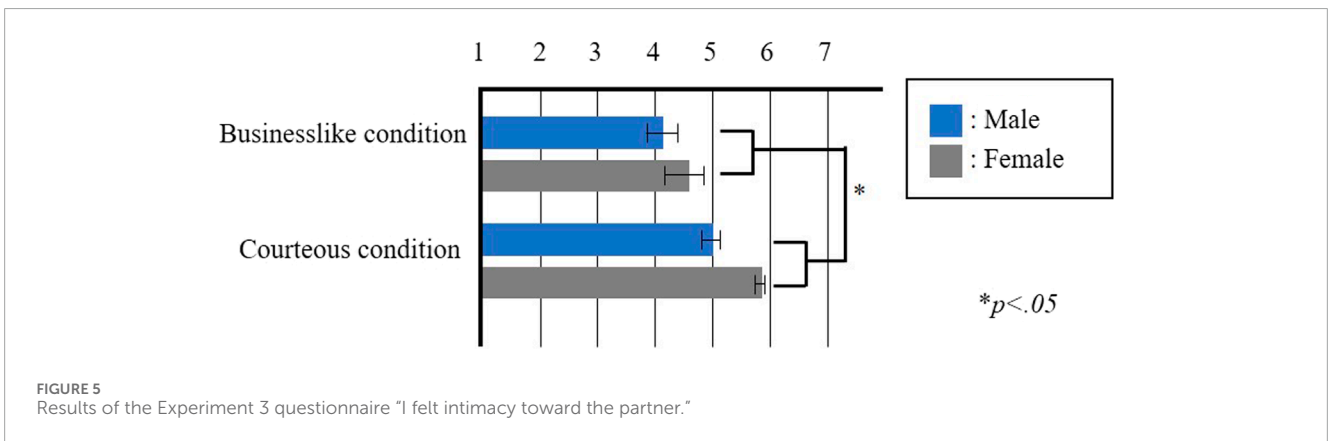 1 2 3 4 5 6 7
Businesslike condition
: Male
: Female
*
Courteous condition
*p<.05
FIGURE 5
Results of the Experiment 3 questionnaire “I felt intimacy toward the partner.”